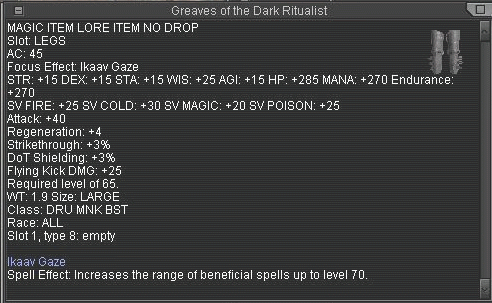 Greaves of the Dark Ritualist
MAGIC ITEM LORE ITEM NO DROP
Slot: LEGS
AC: 45
Focus Effect: Ikaav Gaze
STR: +15 DEX: +15 STA: +15 WIS: +25 AGI: +15 HP: +285 MANA: +270 Endurance:
+270
SV FIRE: +25 SV COLD: +30 SV MAGIC: +20 SV POISON: +25
Attack: +40
Regeneration: +4
Strikethrough: +3%
DoT Shielding: +3%
Flying Kick DMG: +25
Required level of 65.
WT: 1.9 Size: LARGE
Class: DRU MNK BST
Race: ALL
Slot 1, type 8: empty
Ikaav Gaze
Spell Effect: Increases the range of beneficial spells up to level 70.